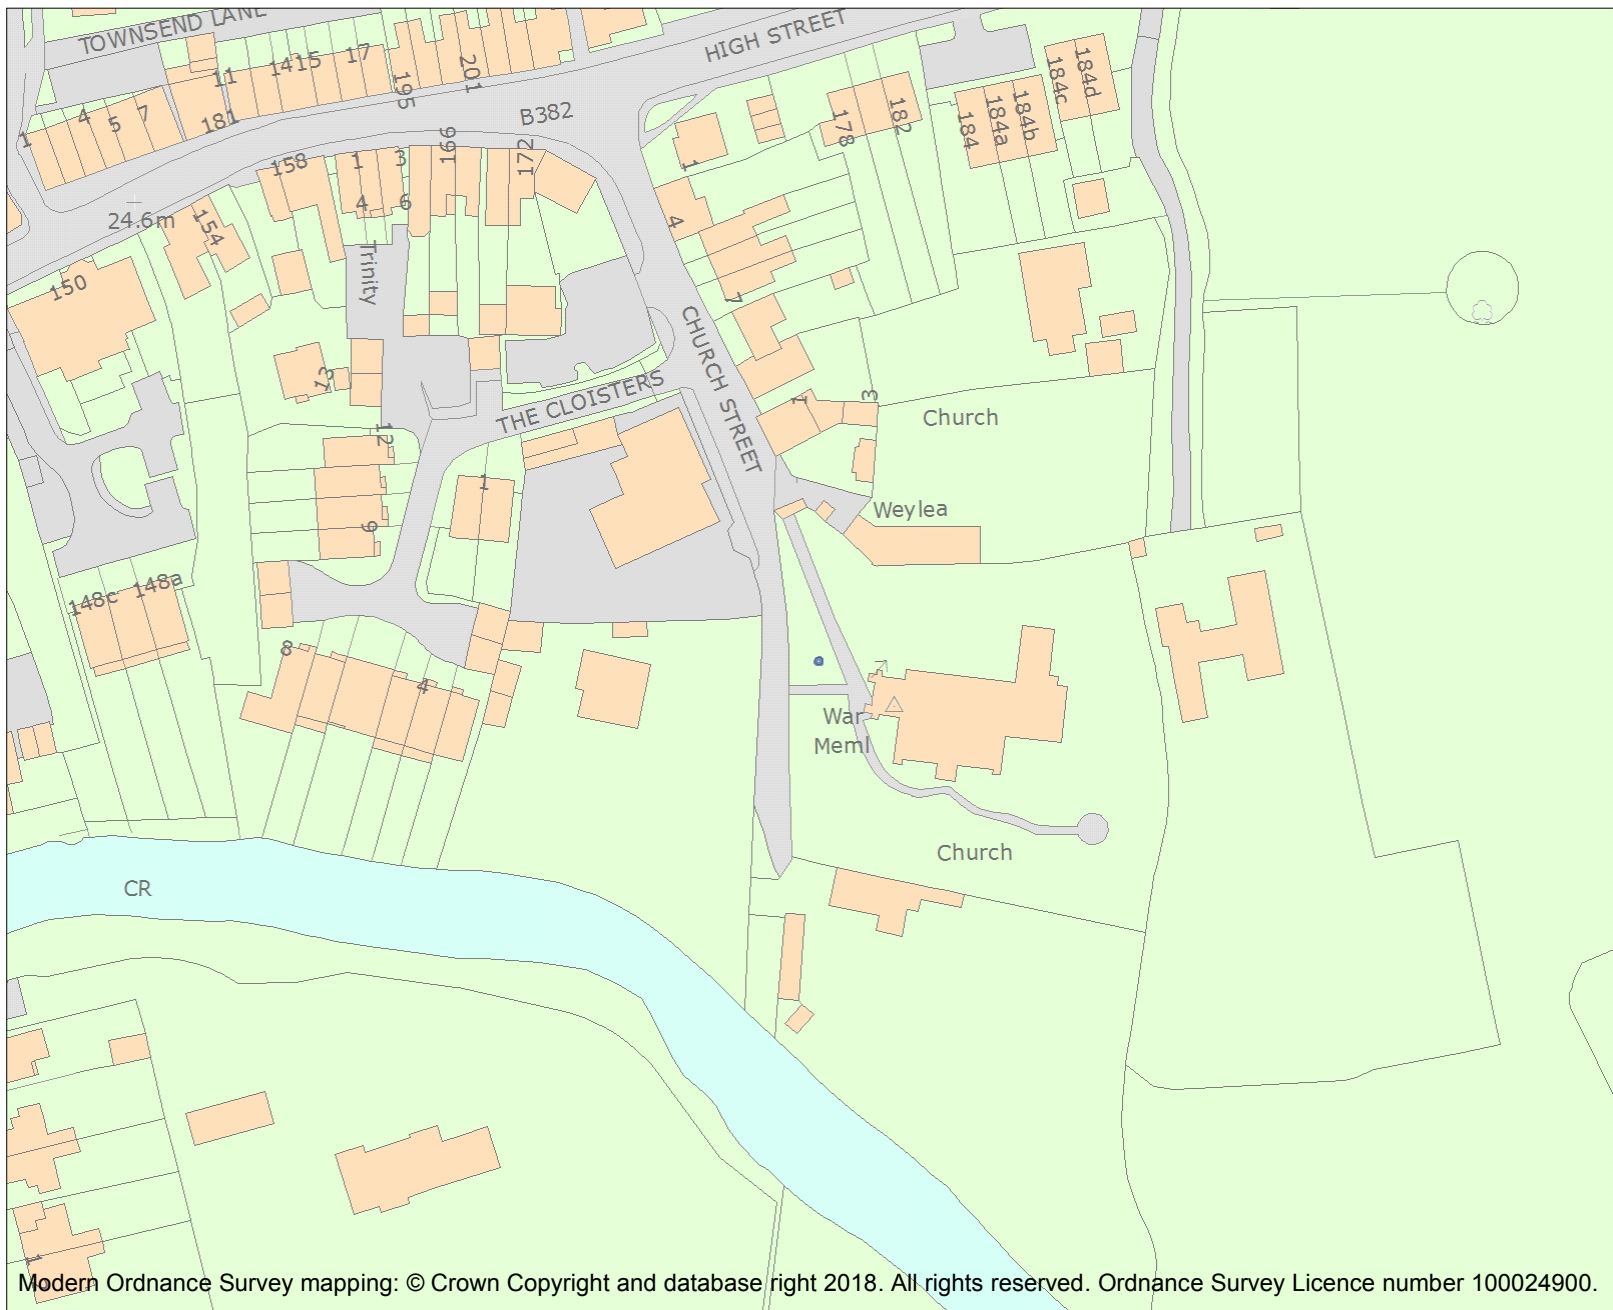 TOWNSEND LANE
HIGH STREET
17
1415
11
201
195
184d
184c
4
5
7
1
181
B382
178
182
184b
184a
184
166
172
158
1
3
1
4
6
4
154
24.6m
Trinity
150
7
CHURCH STREET
13
THE CLOISTERS
1
3
Church
12
1
Weylea
9
148c
148a
8
4
War
Meml
Church
CR
1
Modern Ordnance Survey mapping: © Crown Copyright and database right 2018. All rights reserved. Ordnance Survey Licence number 100024900.